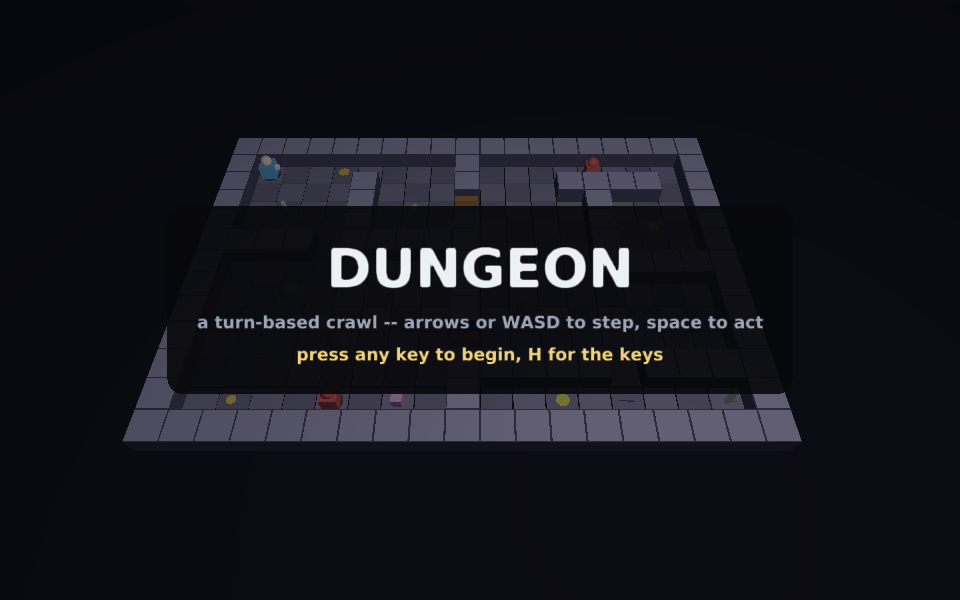 DUNGEON
a turn-based crawl -- arrows or WASD to step, space to act
press any key to begin, H for the keys